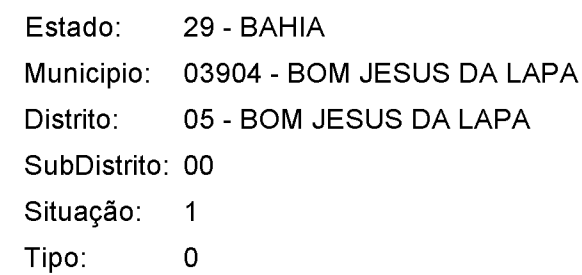 Estado: 29 - BAHIA
Municipio: 03904 - BOM JESUS DA LAPA
Distrito: 05 - BOM JESUS DA LAPA
SubDistrito: 00
Situação: 1
Tipo: 0